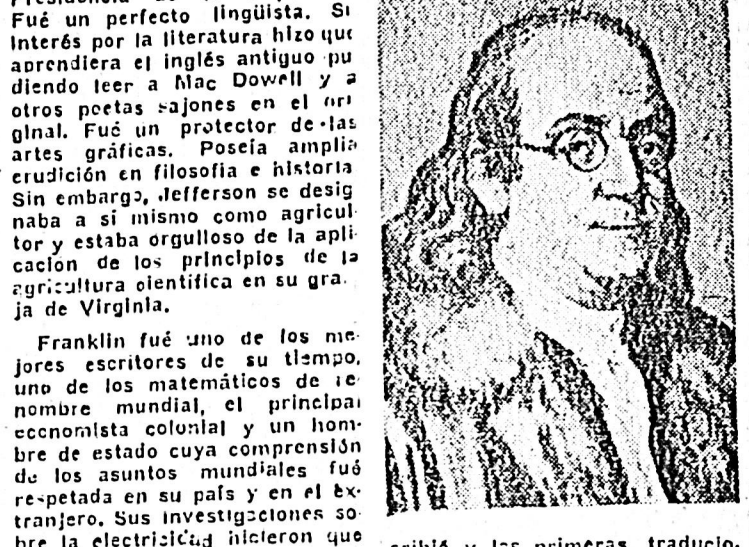 Fué un perfecto lingüista. Si
interés por la literatura hizo que
aprendiera el inglés antiguo pu
diendo leer a Mac Dowell y a
otros poetas sajones en el ori
ginal. Fué un protector de las
artes gráficas. Poseía amplia
erudición en filosofía e historia
Sin embargo, Jefferson se desig
naba a sí mismo como agricul-
tor y estaba orgulloso de la apli-
cación de los principios de la
agricultura científica en su gra-
ja de Virginia.
Franklin fué uno de los me-
jores escritores de su tiempo,
uno de los matemáticos de re
nombre mundial, el principal
economista colonial y un hom-
bre de estado cuya comprensión
de los asuntos mundiales fué
respetada en su país y en el ex-
tranjero. Sus investigaciones so-
bre la electricidad hicieron que
cribió y las primeras traducio.